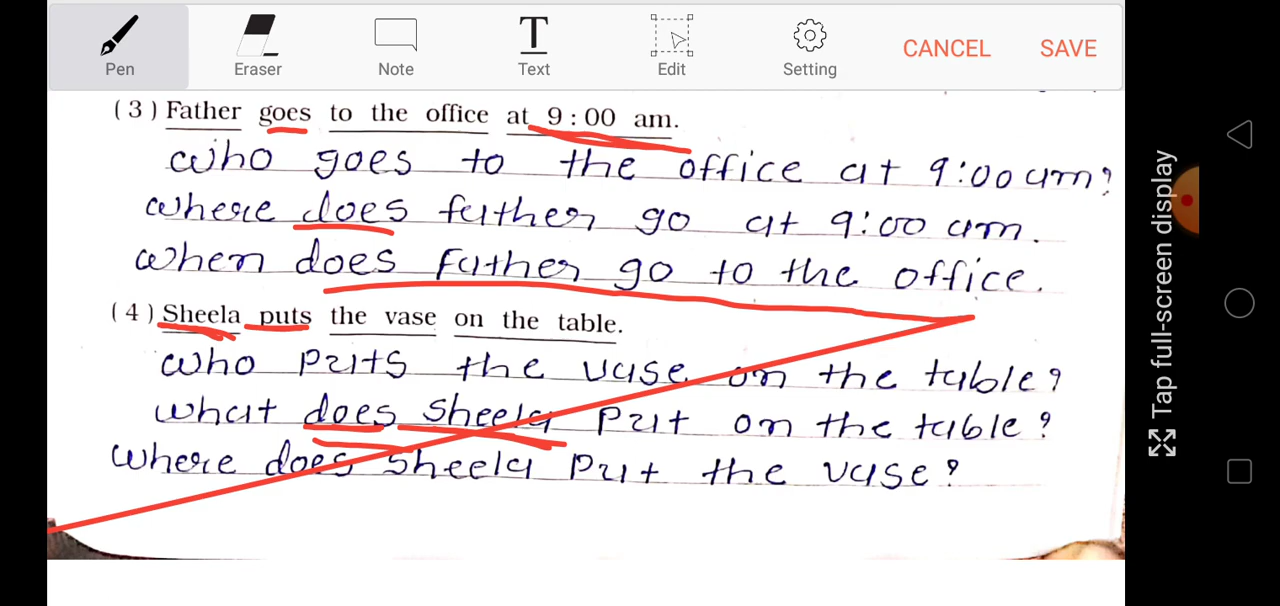 Pen Eraser Note Text Edit Setting CANCEL SAVE
(3) Father goes to the office at 9:00 am.
who goes to the office at 9:00 am?
where does father go at 9:00 am.
when does Father go to the office.
(4) Sheela puts the vase on the table.
who puts the vase on the table?
what does sheela put on the table?
where does sheela put the vase?
Tap full-screen display